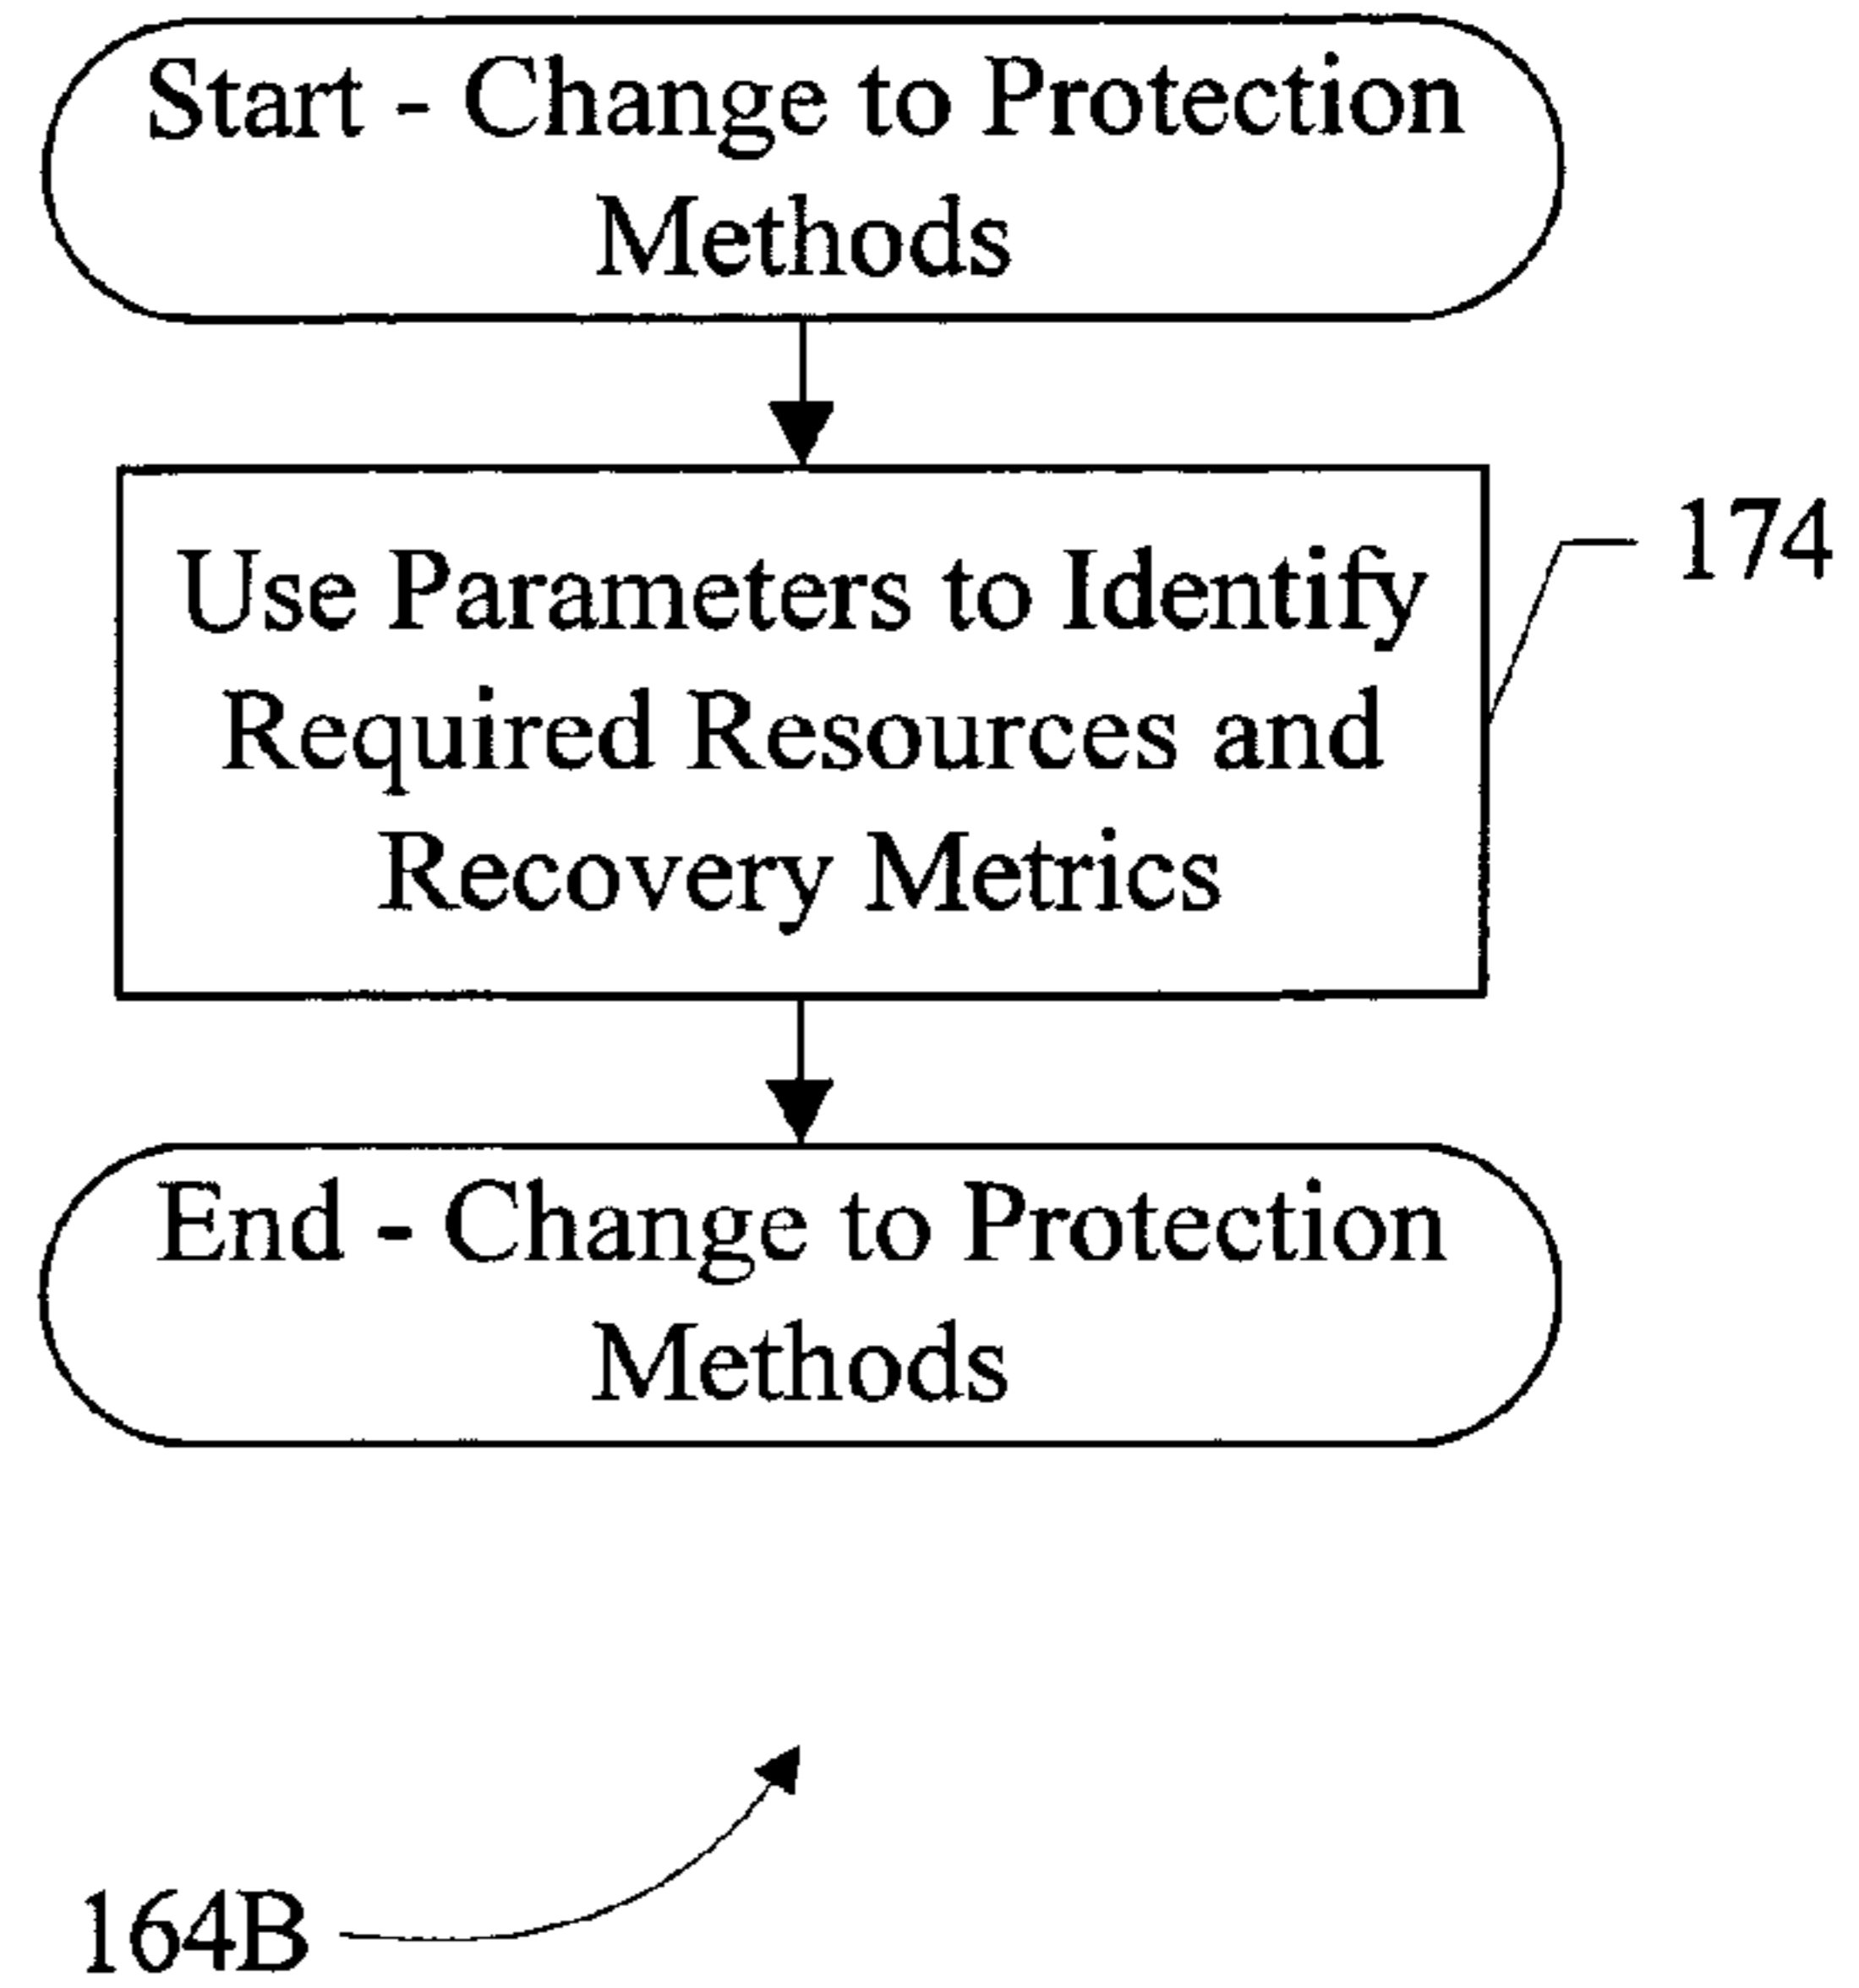 Start - Change to Protection
Methods
Use Parameters to Identify
Required Resources and
Recovery Metrics
174
End - Change to Protection
Methods
164B